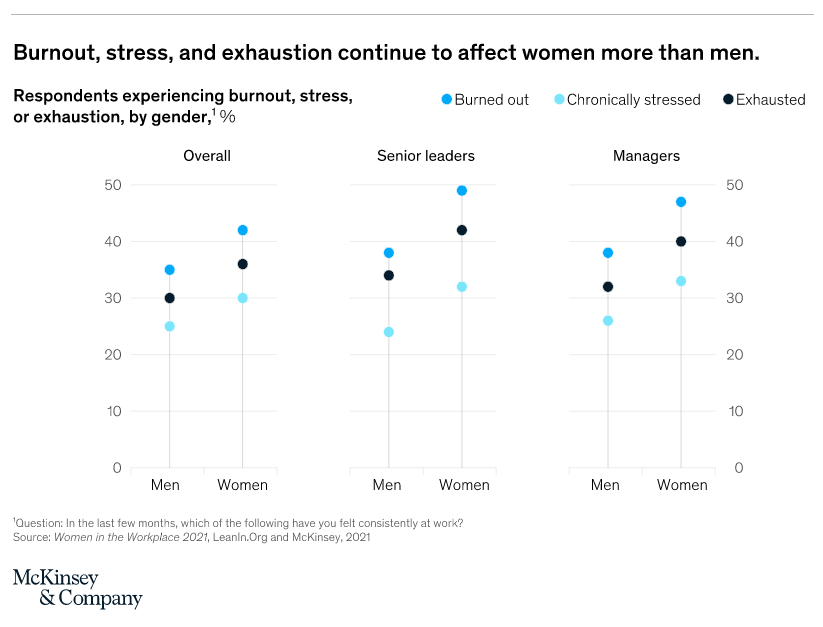 Burnout, stress, and exhaustion continue to affect women more than men.
Respondents experiencing burnout, stress,
or exhaustion, by gender,¹ %
Burned out
Chronically stressed
Exhausted
Overall
Senior leaders
Managers
50
40
30
20
10
0
50
40
30
20
10
0
Men
Women
Men
Women
Men
Women
¹Question: In the last few months, which of the following have you felt consistently at work?
Source: Women in the Workplace 2021, LeanIn.Org and McKinsey, 2021
McKinsey
& Company